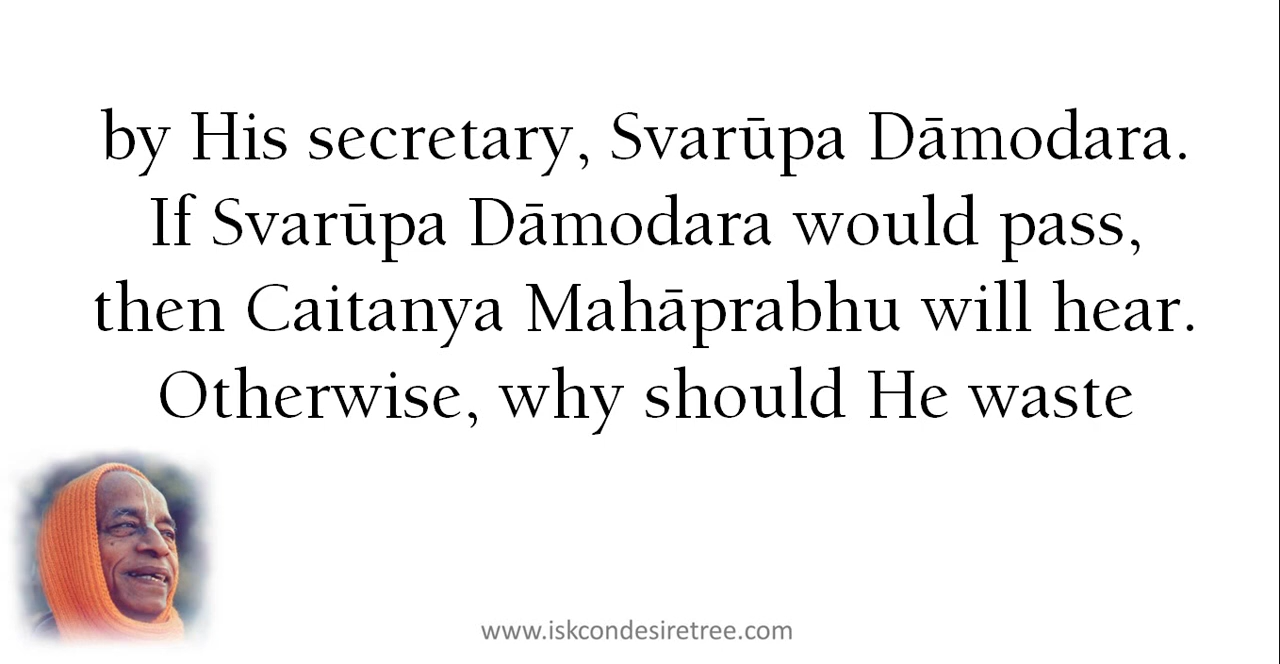 by His secretary, Svarūpa Dāmodara.
If Svarūpa Dāmodara would pass,
then Caitanya Mahāprabhu will hear.
Otherwise, why should He waste
www.iskcondesiretree.com